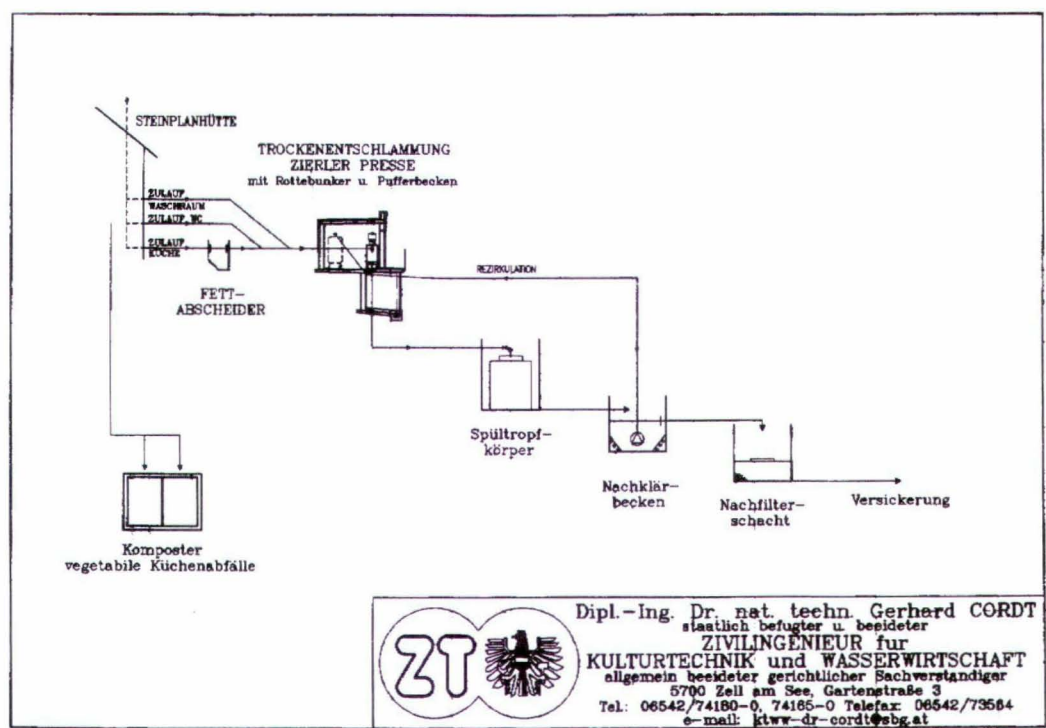 STEINPLANHÜTTE
TROCKENENTSCHLAMMUNG
ZIERLER PRESSE
mit Rottebunker u. Pufferbecken
ZULAUF
WASCHRAUM
ZULAUF WC
ZULAUF
KÜCHE
FETT-
ABSCHEIDER
REZIRKULATION
Spültropf-
körper
Nachklär-
becken
Nachfilter-
schacht
Versickerung
Komposter
vegetabile Küchenabfälle
ZT
Dipl.-Ing. Dr. nat. techn. Gerhard CORDT
staatlich befugter u. beeideter
ZIVILINGENIEUR fur
KULTURTECHNIK und WASSERWIRTSCHAFT
allgemein beeideter gerichtlicher Sachverständiger
5700 Zell am See, Gartenstraße 3
Tel.: 06542/74180-0, 74165-0 Telefax: 06542/73564
e-mail: ktww-dr-cordt@sbg.at